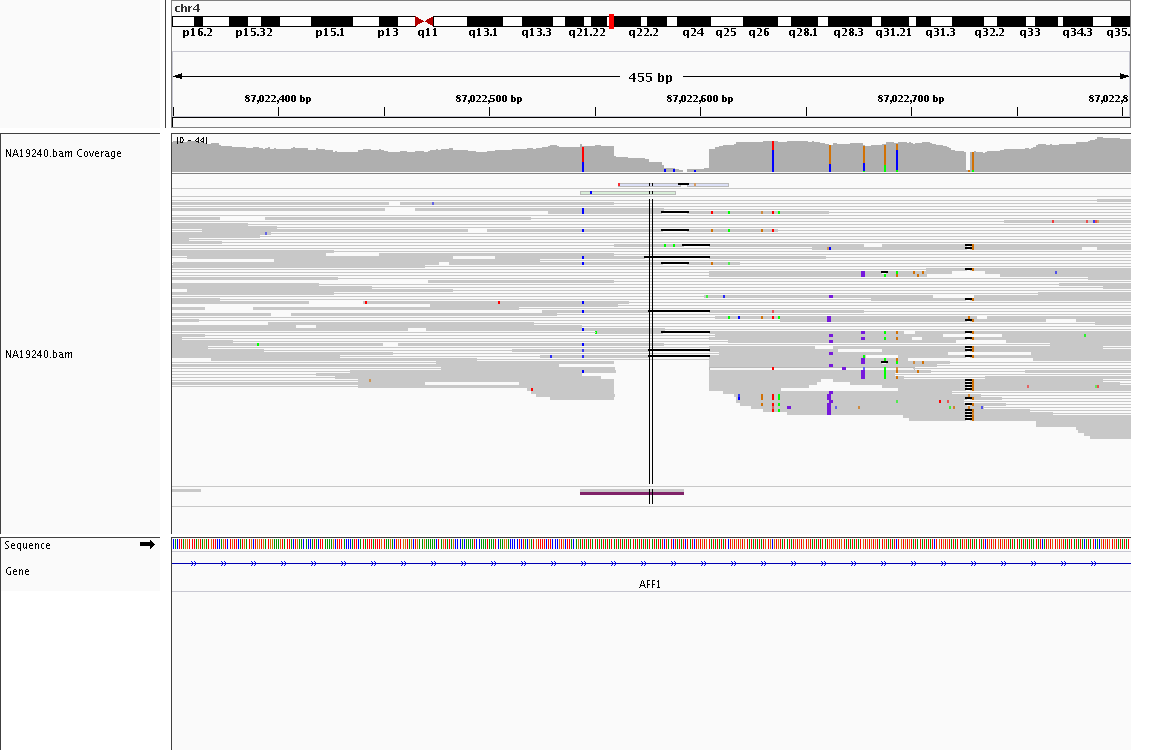 chr4
p16.2 p15.32 p15.1 p13 q11 q13.1 q13.3 q21.22 q22.2 q24 q25 q26 q28.1 q28.3 q31.21 q31.3 q32.2 q33 q34.3 q35.
455 bp
87,022,400 bp 87,022,500 bp 87,022,600 bp 87,022,700 bp 87,022,8
NA19240.bam Coverage
NA19240.bam
Sequence
Gene
AFF1